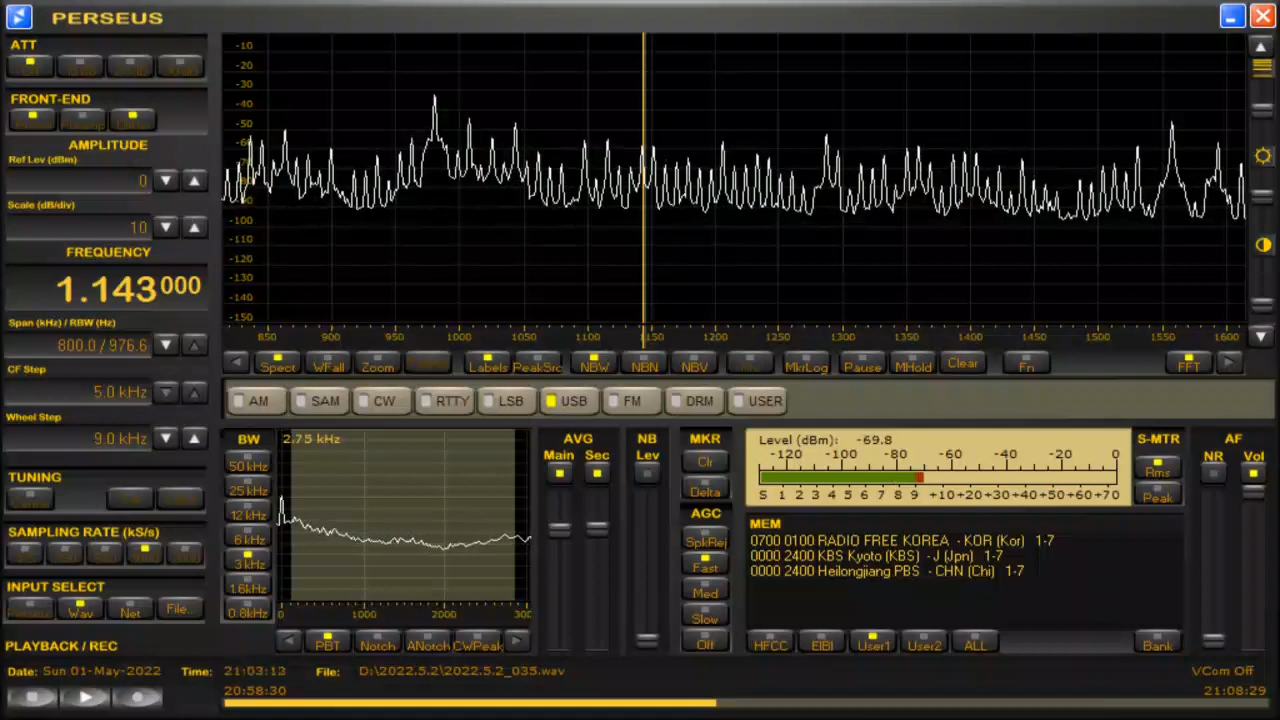 PERSEUS
ATT
FRONT-END
AMPLITUDE
Ref Lev (dBm)
0
Scale (dB/div)
10
FREQUENCY
1.143000
Span (kHz) / RBW (Hz)
800.0 / 976.6
CF Step
5.0 kHz
Wheel Step
9.0 kHz
TUNING
SAMPLING RATE (kS/s)
INPUT SELECT
Wav Net File..
PLAYBACK / REC
-10
-20
-30
-40
-50
-60
-70
-80
-90
-100
-110
-120
-130
-140
-150
850 900 950 1000 1050 1100 1150 1200 1250 1300 1350 1400 1450 1500 1550 1600
Spect WFall Zoom Labels PeakSrc NBW NBN NBV MkrLog Pause MHold Clear Fn FFT
AM SAM CW RTTY LSB USB FM DRM USER
BW
50 kHz
25 kHz
12 kHz
6 kHz
3 kHz
1.6kHz
0.8kHz
2.75 kHz
0 1000 2000 300
PBT Notch ANotch CWPeak
AVG
Main Sec
NB
Lev
MKR
Clr
Delta
AGC
SpkRej
Fast
Med
Slow
Off
Level (dBm): -69.8
-120 -100 -80 -60 -40 -20 0
S 1 2 3 4 5 6 7 8 9 +10+20+30+40+50+60+70
S-MTR
Rms
Peak
AF
NR Vol
MEM
0700 0100 RADIO FREE KOREA - KOR (Kor) 1-7
0000 2400 KBS Kyoto (KBS) - J (Jpn) 1-7
0000 2400 Heilongjiang PBS - CHN (Chi) 1-7
HFCC EIBI User1 User2 ALL Bank
Date: Sun 01-May-2022 Time: 21:03:13 File: D:\2022.5.2\2022.5.2_035.wav VCom Off
20:58:30 21:08:29